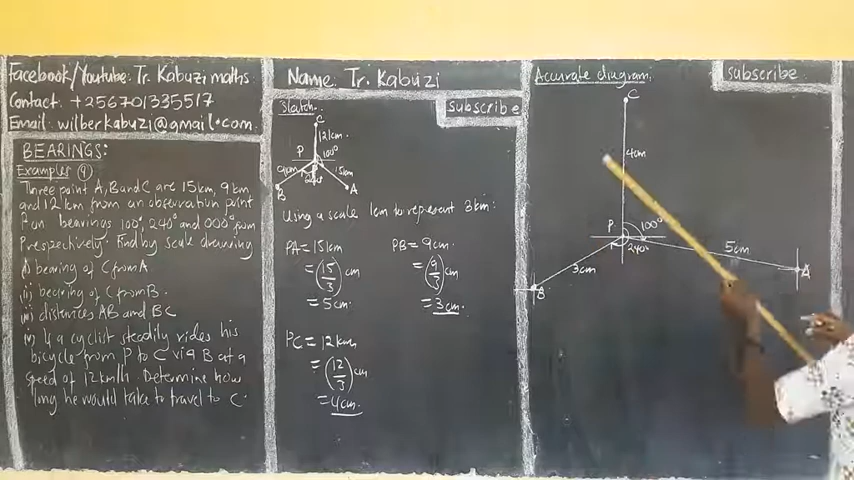 Facebook/Youtube: Tr. Kabuzi maths
Contact: +256701335517
Email: wilberkabuzi@gmail.com.
BEARINGS:
Examples (9)
Three point A, B and C are 15km, 9km
and 12 km from an observation point
P on bearings 100°, 240° and 000° from
P respectively. Find by scale drawing
(i) bearing of C from A
(ii) bearing of C from B.
(iii) distances AB and BC
(iv) If a cyclist steadily rides his
bicycle from P to C via B at a
speed of 12km/h. Determine how
long he would take to travel to C.
Name: Tr. Kabuzi
Sketch.
subscribe
C
12km.
P
100°
9km
240°
15km
B
A
Using a scale 1cm to represent 3km:
PA = 15km
= (15/3) cm
= 5cm
PB = 9cm.
= (9/3) cm
= 3cm.
PC = 12km
= (12/3) cm
= 4cm
Accurate diagram.
subscribe
C
4cm
P
100°
240°
5cm
3cm
B
A